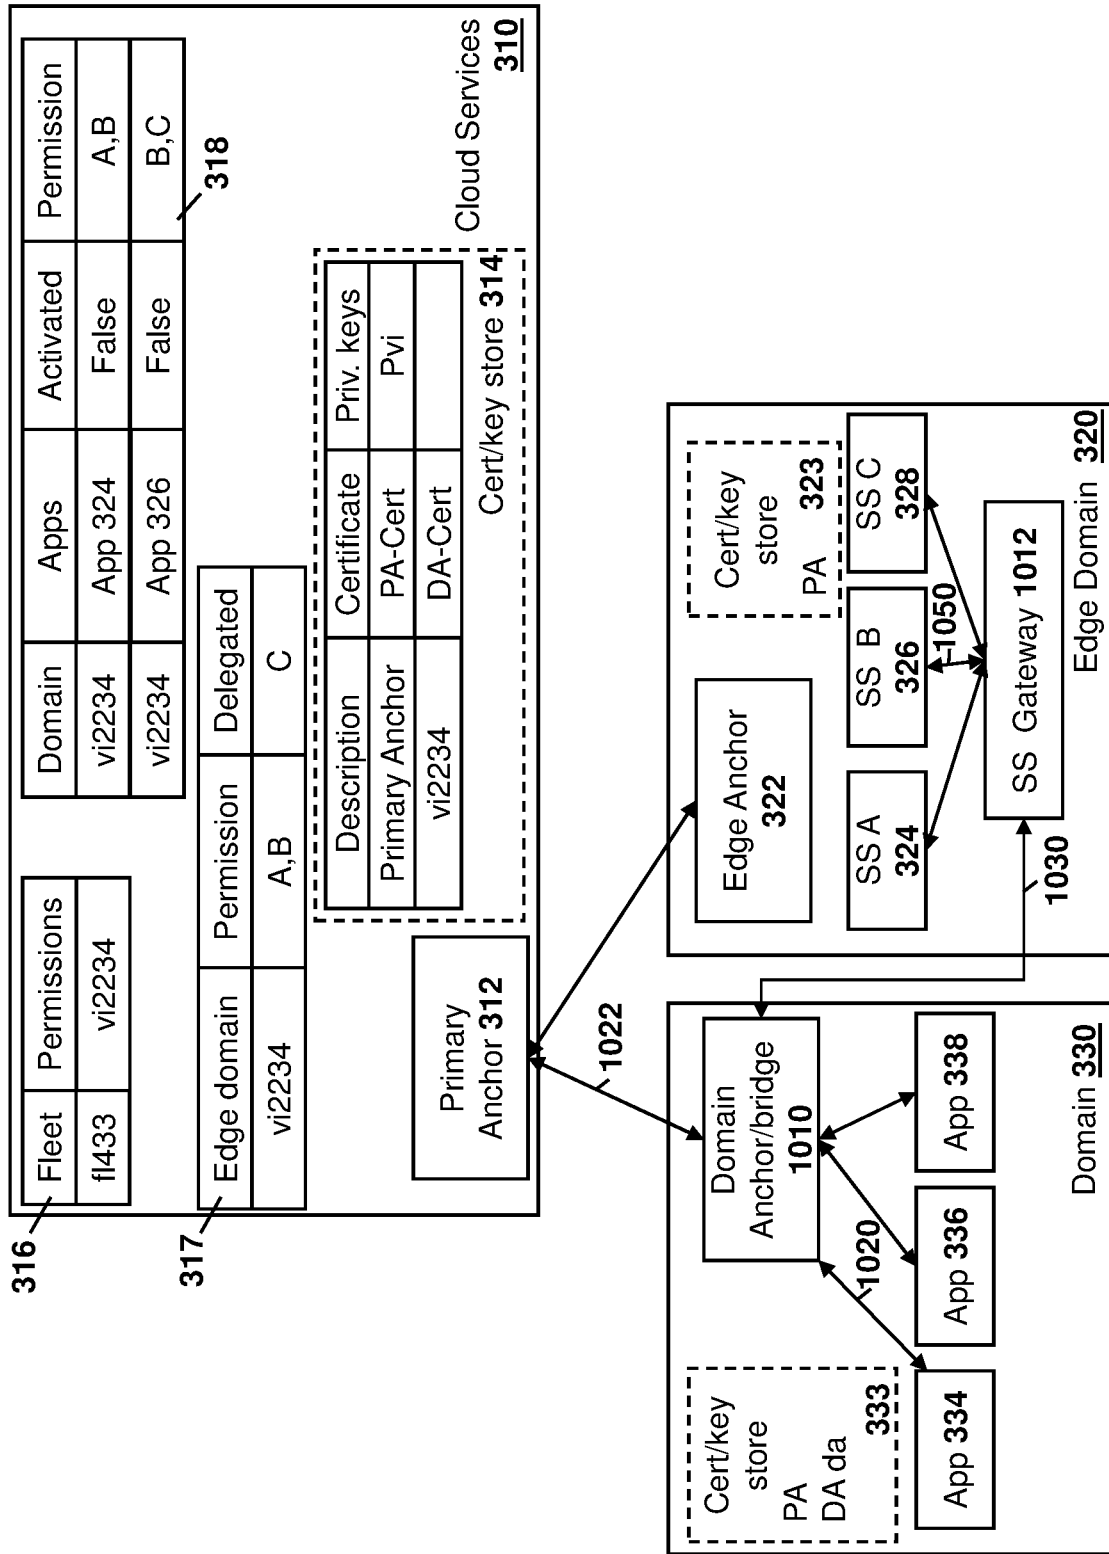 316
Fleet Permissions
fl433 vi2234
Domain Apps Activated Permission
vi2234 App 324 False A,B
vi2234 App 326 False B,C
318
317
Edge domain Permission Delegated
vi2234 A,B C
Description Certificate Priv. keys
Primary Anchor PA-Cert Pvi
vi2234 DA-Cert
Cert/key store 314
Cloud Services
310
Primary
Anchor 312
1022
Cert/key
store
PA
DA da
333
Domain
Anchor/bridge
1010
1020
App 334
App 336
App 338
Domain 330
1030
Edge Anchor
322
Cert/key
store
PA
323
SS A
324
SS B
326
SS C
328
1050
SS Gateway 1012
Edge Domain 320